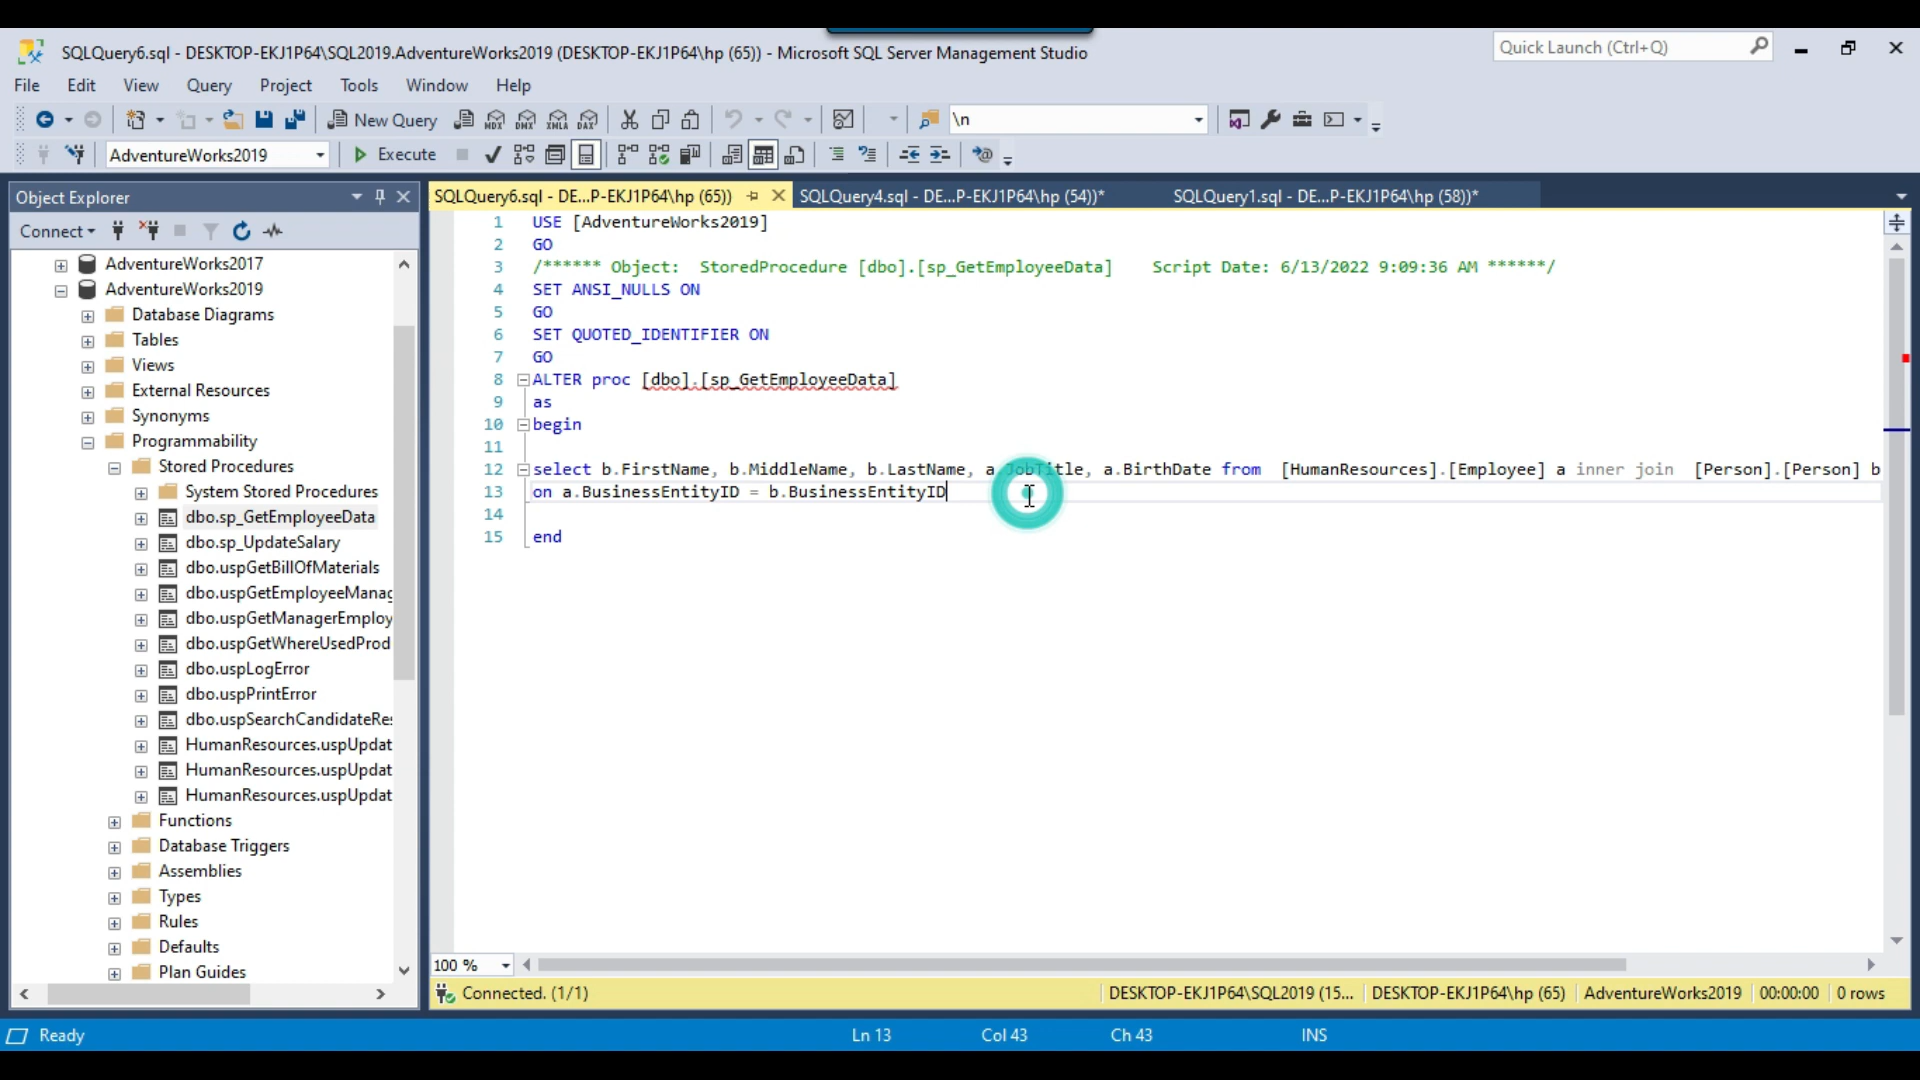 SQLQuery6.sql - DESKTOP-EKJ1P64\SQL2019.AdventureWorks2019 (DESKTOP-EKJ1P64\hp (65)) - Microsoft SQL Server Management Studio
Quick Launch (Ctrl+Q)
File Edit View Query Project Tools Window Help
New Query MDX DMX XMLA DAX \n
AdventureWorks2019 Execute
Object Explorer
SQLQuery6.sql - DE...P-EKJ1P64\hp (65)) SQLQuery4.sql - DE...P-EKJ1P64\hp (54))* SQLQuery1.sql - DE...P-EKJ1P64\hp (58))*
Connect
AdventureWorks2017
AdventureWorks2019
Database Diagrams
Tables
Views
External Resources
Synonyms
Programmability
Stored Procedures
System Stored Procedures
dbo.sp_GetEmployeeData
dbo.sp_UpdateSalary
dbo.uspGetBillOfMaterials
dbo.uspGetEmployeeManag
dbo.uspGetManagerEmploy
dbo.uspGetWhereUsedProd
dbo.uspLogError
dbo.uspPrintError
dbo.uspSearchCandidateRe
HumanResources.uspUpdat
HumanResources.uspUpdat
HumanResources.uspUpdat
Functions
Database Triggers
Assemblies
Types
Rules
Defaults
Plan Guides
1 USE [AdventureWorks2019]
2 GO
3 /****** Object:  StoredProcedure [dbo].[sp_GetEmployeeData]    Script Date: 6/13/2022 9:09:36 AM ******/
4 SET ANSI_NULLS ON
5 GO
6 SET QUOTED_IDENTIFIER ON
7 GO
8 ALTER proc [dbo].[sp_GetEmployeeData]
9 as
10 begin
11
12 select b.FirstName, b.MiddleName, b.LastName, a.JobTitle, a.BirthDate from  [HumanResources].[Employee] a inner join  [Person].[Person] b
13 on a.BusinessEntityID = b.BusinessEntityID
14
15 end
100 %
Connected. (1/1) DESKTOP-EKJ1P64\SQL2019 (15... DESKTOP-EKJ1P64\hp (65) AdventureWorks2019 00:00:00 0 rows
Ready Ln 13 Col 43 Ch 43 INS